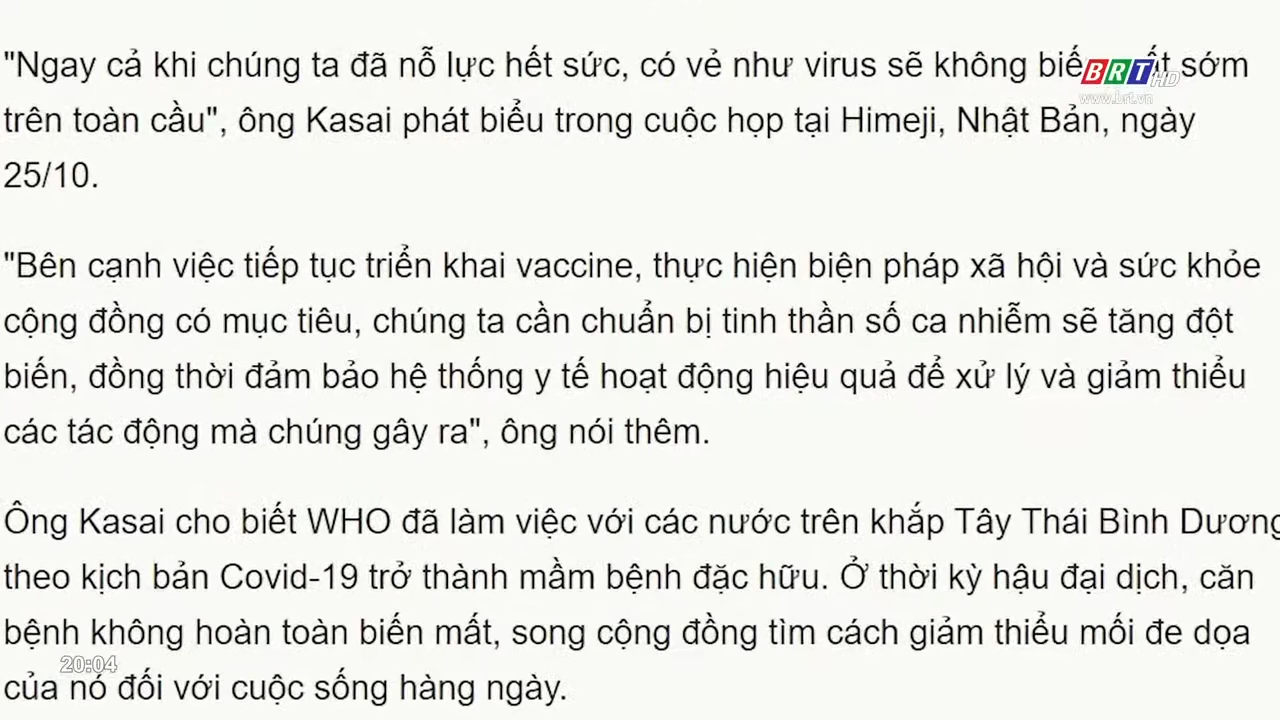 "Ngay cả khi chúng ta đã nỗ lực hết sức, có vẻ như virus sẽ không sớm
BRT HD
www.brt.vn
trên toàn cầu", ông Kasai phát biểu trong cuộc họp tại Himeji, Nhật Bản, ngày
25/10.
"Bên cạnh việc tiếp tục triển khai vaccine, thực hiện biện pháp xã hội và sức khỏe
cộng đồng có mục tiêu, chúng ta cần chuẩn bị tinh thần số ca nhiễm sẽ tăng đột
biến, đồng thời đảm bảo hệ thống y tế hoạt động hiệu quả để xử lý và giảm thiểu
các tác động mà chúng gây ra", ông nói thêm.
Ông Kasai cho biết WHO đã làm việc với các nước trên khắp Tây Thái Bình Dương
theo kịch bản Covid-19 trở thành mầm bệnh đặc hữu. Ở thời kỳ hậu đại dịch, căn
bệnh không hoàn toàn biến mất, song cộng đồng tìm cách giảm thiểu mối đe dọa
20:04
của nó đối với cuộc sống hàng ngày.